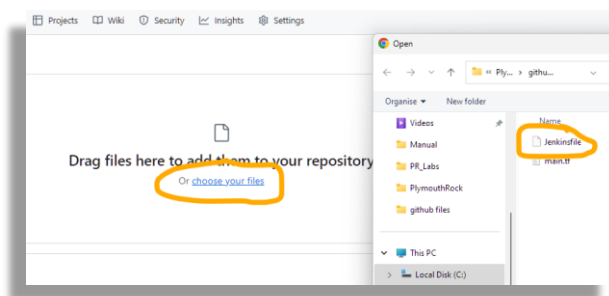 Projects Wiki Security Insights Settings
Drag files here to add them to your repository
Or choose your files
Open
Ply... > githu...
Organise New folder
Name
Videos
Manual
PR_Labs
PlymouthRock
github files
This PC
Local Disk (C:)
Jenkinsfile
main.tf